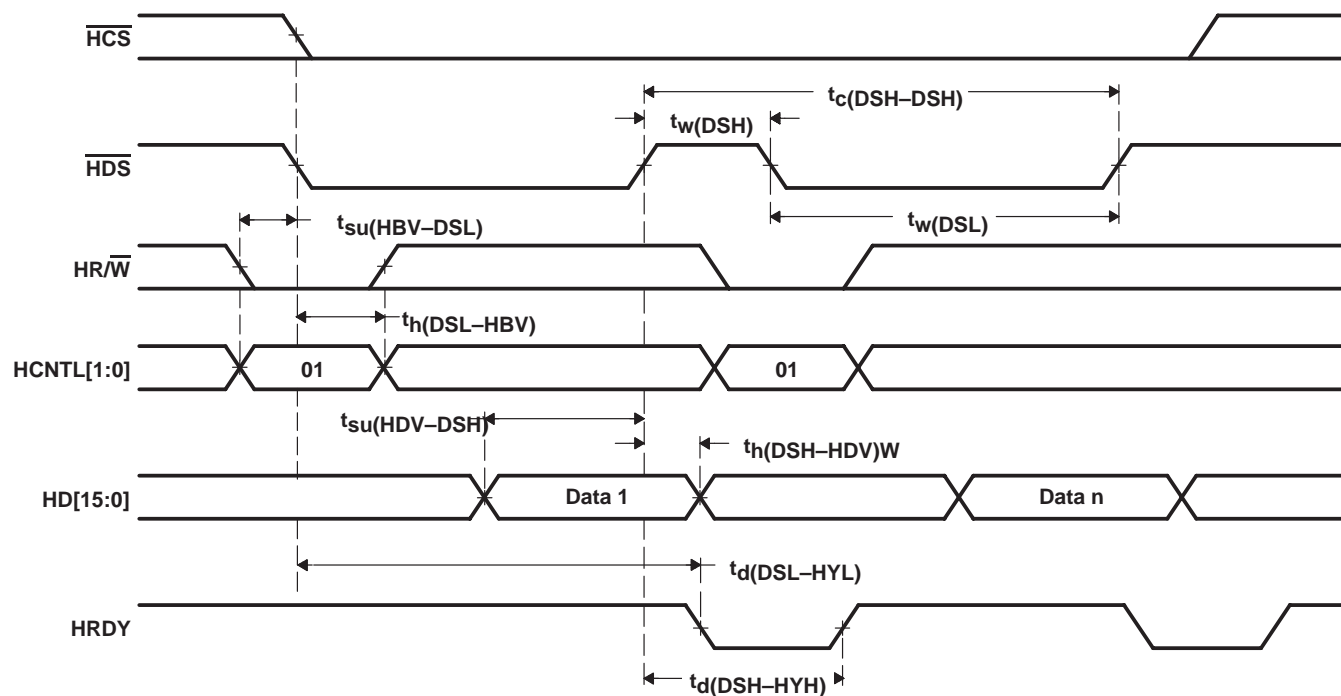 HCS
tc(DSH–DSH)
tw(DSH)
HDS
tsu(HBV–DSL)
tw(DSL)
HR/W
th(DSL–HBV)
HCNTL[1:0]
01
01
tsu(HDV–DSH)
th(DSH–HDV)W
HD[15:0]
Data 1
Data n
td(DSL–HYL)
HRDY
td(DSH–HYH)